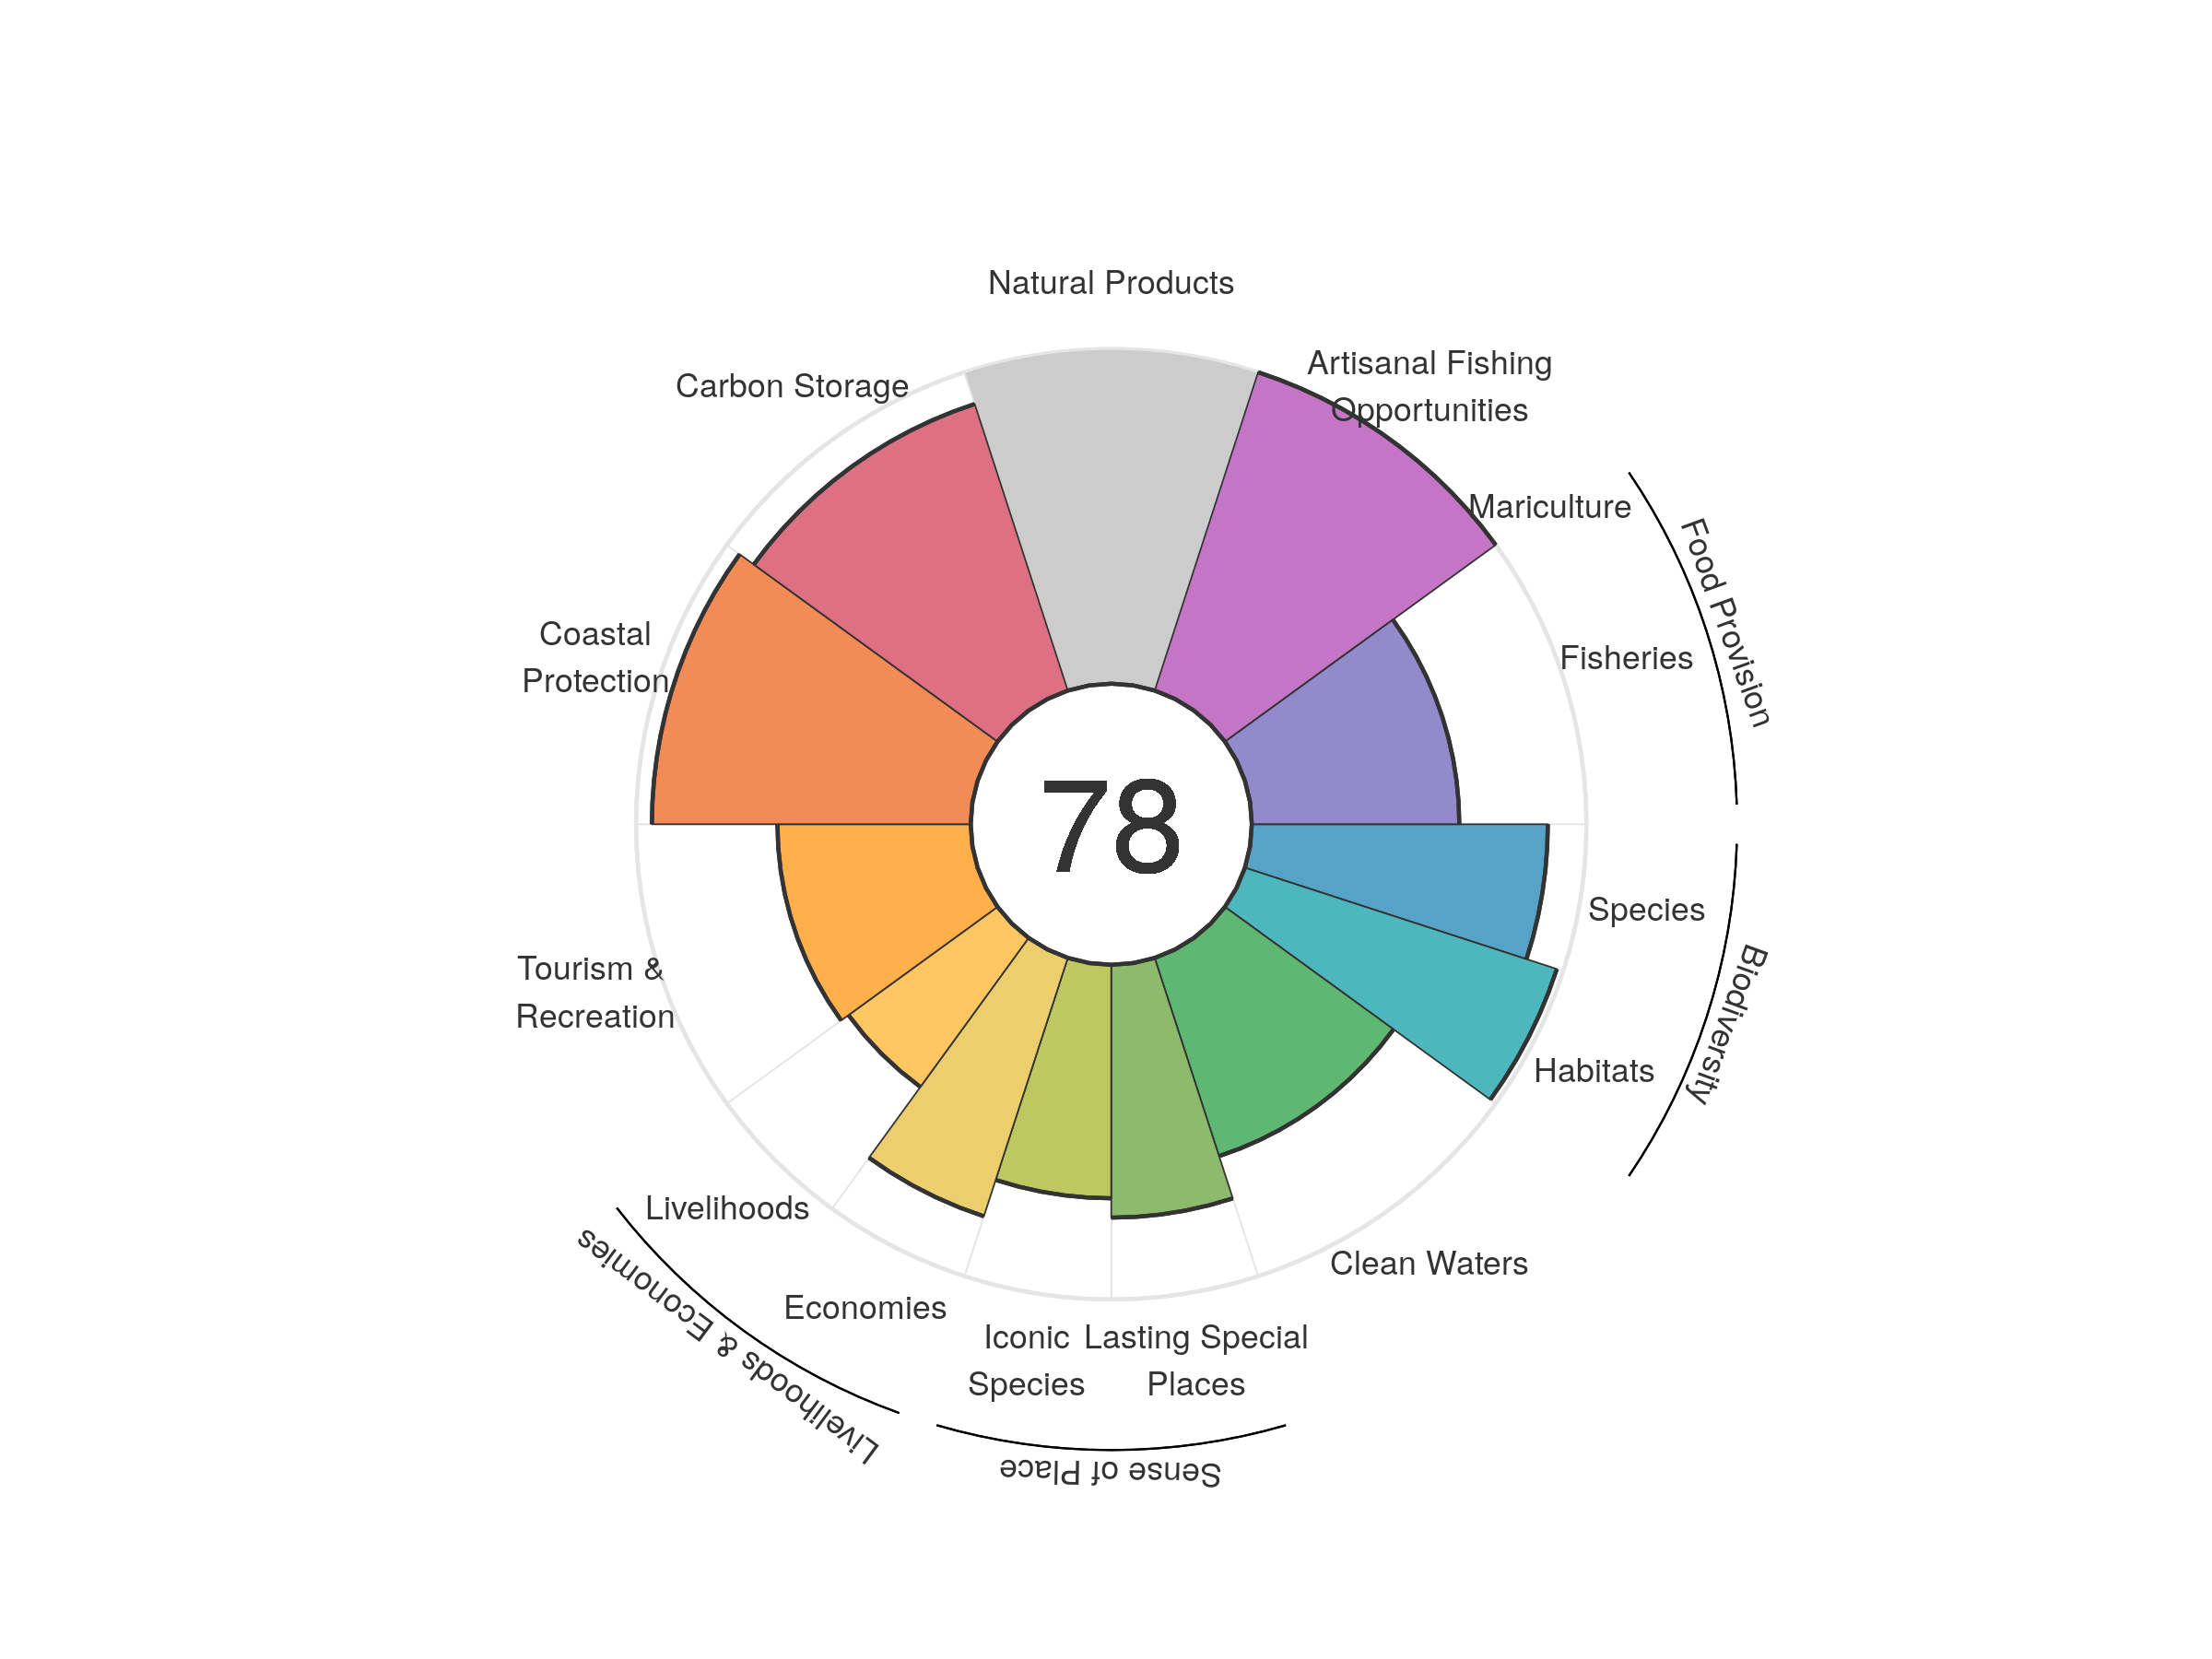 Natural Products
Artisanal Fishing
Opportunities
Carbon Storage
Mariculture
Food Provision
Coastal
Protection
Fisheries
78
Species
Biodiversity
Tourism &
Recreation
Habitats
Livelihoods
Clean Waters
Livelihoods & Economies
Economies
Iconic
Species
Lasting Special
Places
Sense of Place